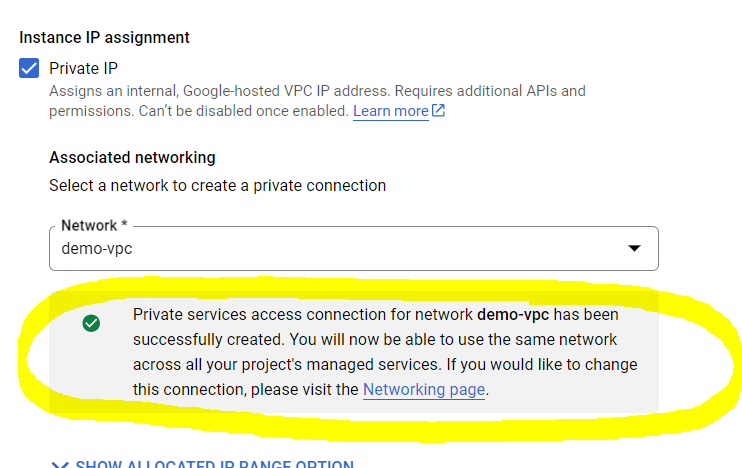 Instance IP assignment
Private IP
Assigns an internal, Google-hosted VPC IP address. Requires additional APIs and
permissions. Can't be disabled once enabled. Learn more
Associated networking
Select a network to create a private connection
Network *
demo-vpc
Private services access connection for network demo-vpc has been
successfully created. You will now be able to use the same network
across all your project's managed services. If you would like to change
this connection, please visit the Networking page.
SHOW ALLOCATED IP RANGE OPTION